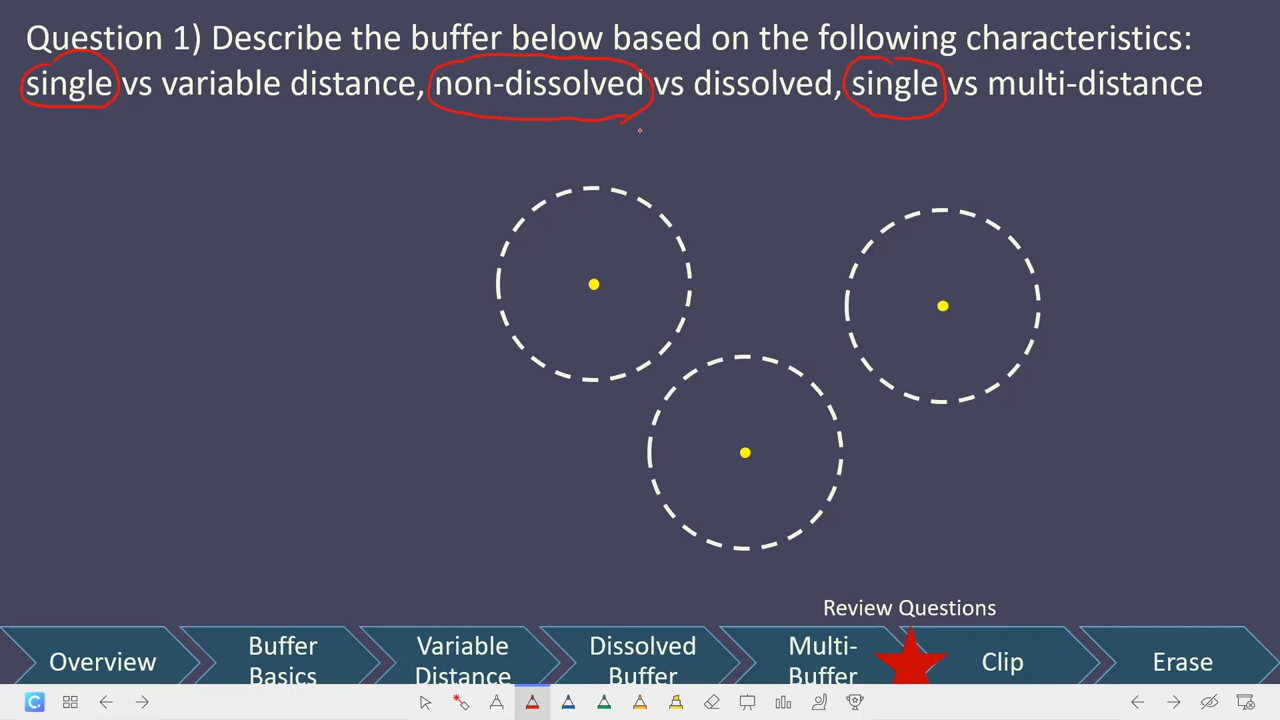 Question 1) Describe the buffer below based on the following characteristics:
single vs variable distance, non-dissolved vs dissolved, single vs multi-distance
Review Questions
Overview
Buffer
Basics
Variable
Distance
Dissolved
Buffer
Multi-
Buffer
Clip
Erase